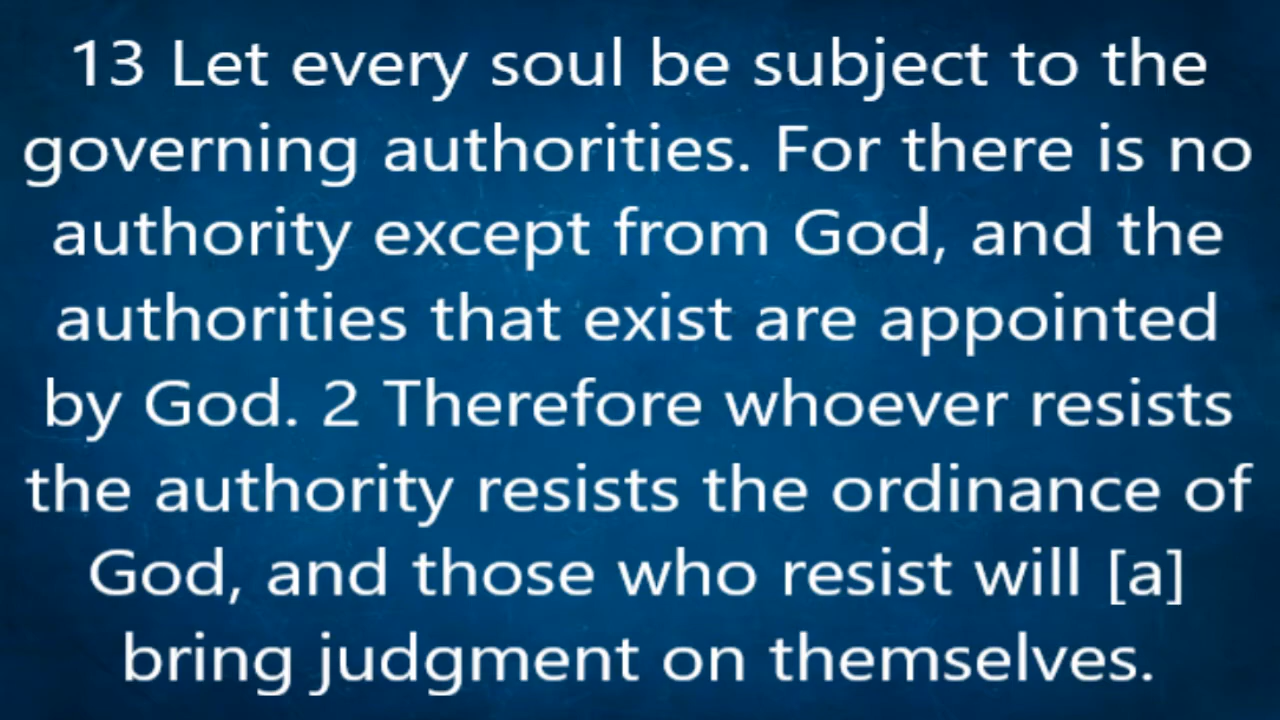 13 Let every soul be subject to the
governing authorities. For there is no
authority except from God, and the
authorities that exist are appointed
by God. 2 Therefore whoever resists
the authority resists the ordinance of
God, and those who resist will [a]
bring judgment on themselves.